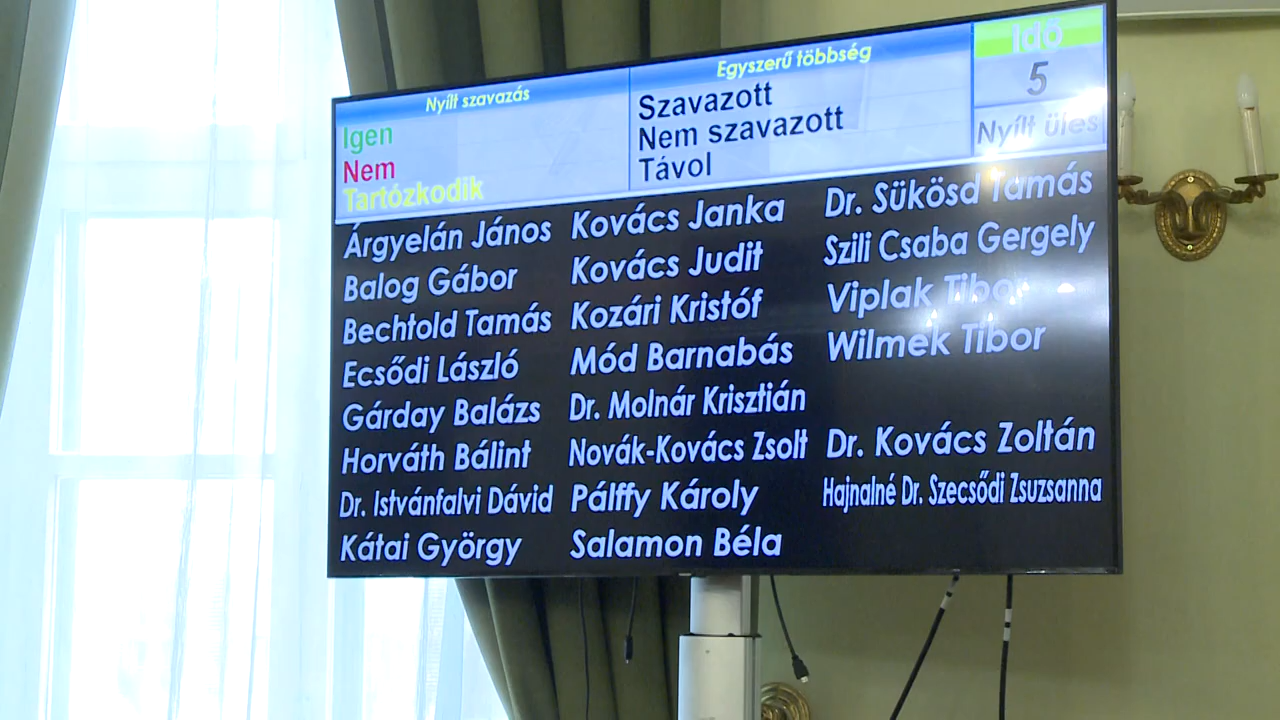 Nyílt szavazás
Igen
Nem
Tartózkodik
Egyszerű többség
Szavazott
Nem szavazott
Távol
Idő
5
Nyílt ülés
Árgyelán János
Balog Gábor
Bechtold Tamás
Ecsődi László
Gárday Balázs
Horváth Bálint
Dr. Istvánfalvi Dávid
Kátai György
Kovács Janka
Kovács Judit
Kozári Kristóf
Mód Barnabás
Dr. Molnár Krisztián
Novák-Kovács Zsolt
Pálffy Károly
Salamon Béla
Dr. Sükösd Tamás
Szili Csaba Gergely
Viplak Tibor
Wilmek Tibor
Dr. Kovács Zoltán
Hajnalné Dr. Szecsődi Zsuzsanna